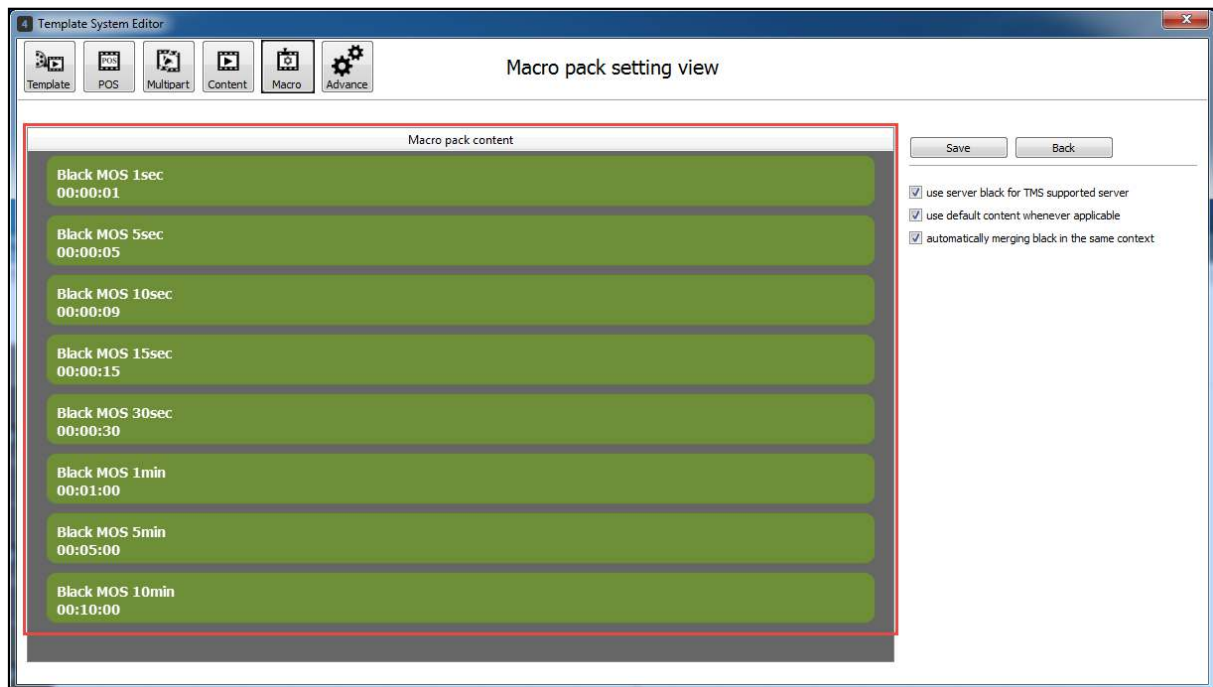 4 Template System Editor
Template
POS
POS
Multipart
Content
Macro
Advance
Macro pack setting view
Macro pack content
Black MOS 1sec
00:00:01
Black MOS 5sec
00:00:05
Black MOS 10sec
00:00:09
Black MOS 15sec
00:00:15
Black MOS 30sec
00:00:30
Black MOS 1min
00:01:00
Black MOS 5min
00:05:00
Black MOS 10min
00:10:00
Save
Back
use server black for TMS supported server
use default content whenever applicable
automatically merging black in the same context